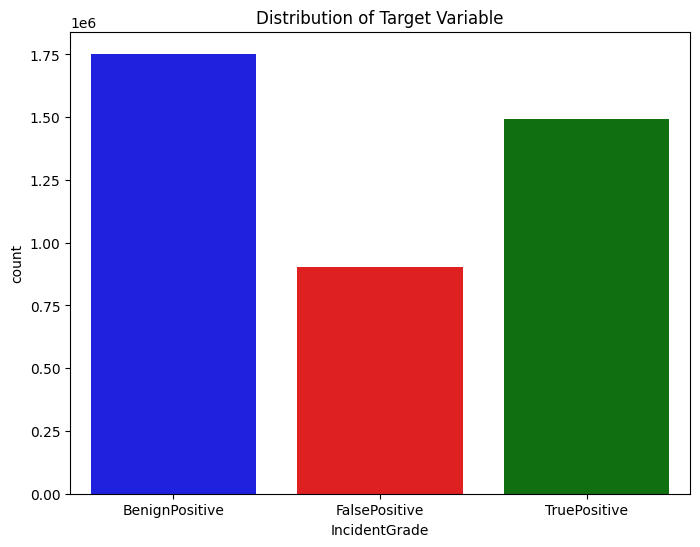 Distribution of Target Variable
1e6
1.75
1.50
1.25
1.00
0.75
0.50
0.25
0.00
count
BenignPositive FalsePositive TruePositive
IncidentGrade